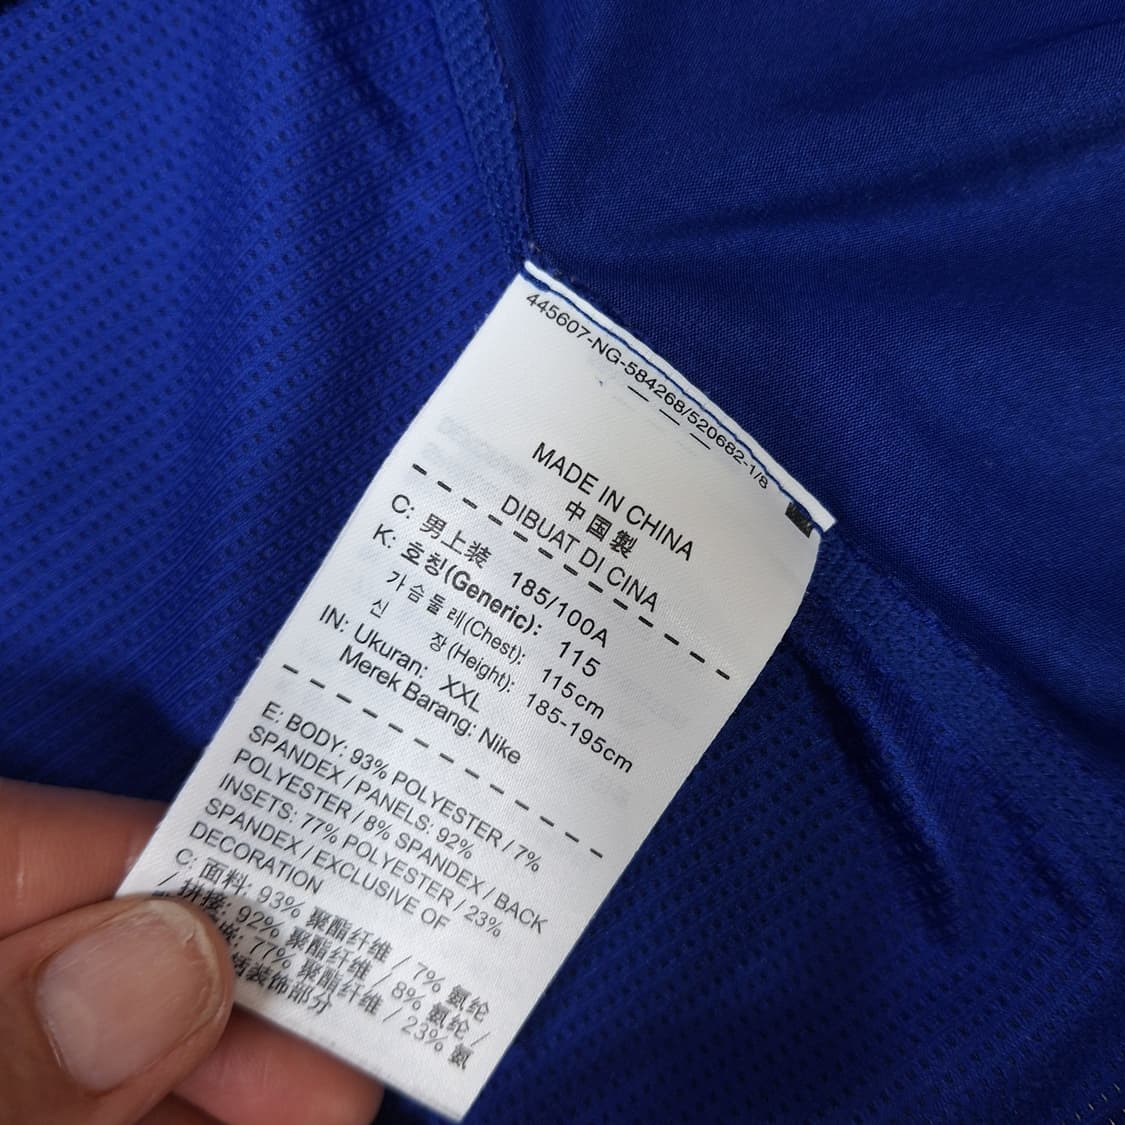 445607-NG-584268/520682-1/8
MADE IN CHINA
中国製
DIBUAT DI CINA
C: 男上装 185/100A
K: 호칭(Generic): 115
가슴둘레(Chest): 115cm
신 장(Height): 185-195cm
IN: Ukuran: XXL
Merek Barang: Nike
E: BODY: 93% POLYESTER / 7%
SPANDEX / PANELS: 92%
POLYESTER / 8% SPANDEX / BACK
INSETS: 77% POLYESTER / 23%
SPANDEX / EXCLUSIVE OF
DECORATION
C: 面料: 93% 聚酯纤维 / 7% 氨纶
/ 拼接: 92% 聚酯纤维 / 8% 氨纶 /
77% 聚酯纤维 / 23% 氨
装饰部分